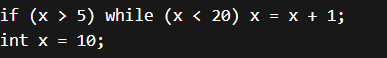 if (x > 5) while (x < 20) x = x + 1;
int x = 10;